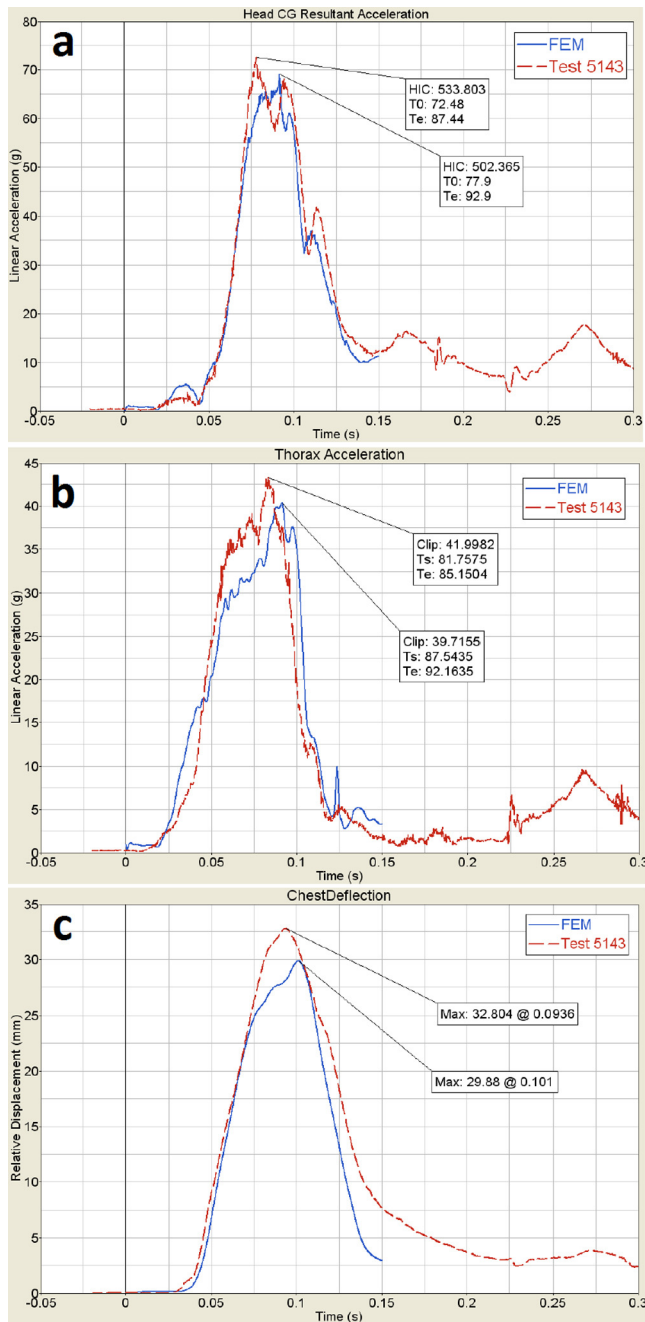 Head CG Resultant Acceleration
a
FEM
Test 5143
HIC: 533.803
T0: 72.48
Te: 87.44
HIC: 502.365
T0: 77.9
Te: 92.9
Linear Acceleration (g)
80
70
60
50
40
30
20
10
0
-0.05 0 0.05 0.1 0.15 0.2 0.25 0.3
Time (s)
Thorax Acceleration
b
FEM
Test 5143
Clip: 41.9982
Ts: 81.7575
Te: 85.1504
Clip: 39.7155
Ts: 87.5435
Te: 92.1635
Linear Acceleration (g)
45
40
35
30
25
20
15
10
5
0
-0.05 0 0.05 0.1 0.15 0.2 0.25 0.3
Time (s)
ChestDeflection
c
FEM
Test 5143
Max: 32.804 @ 0.0936
Max: 29.88 @ 0.101
Relative Displacement (mm)
35
30
25
20
15
10
5
0
-0.05 0 0.05 0.1 0.15 0.2 0.25 0.3
Time (s)